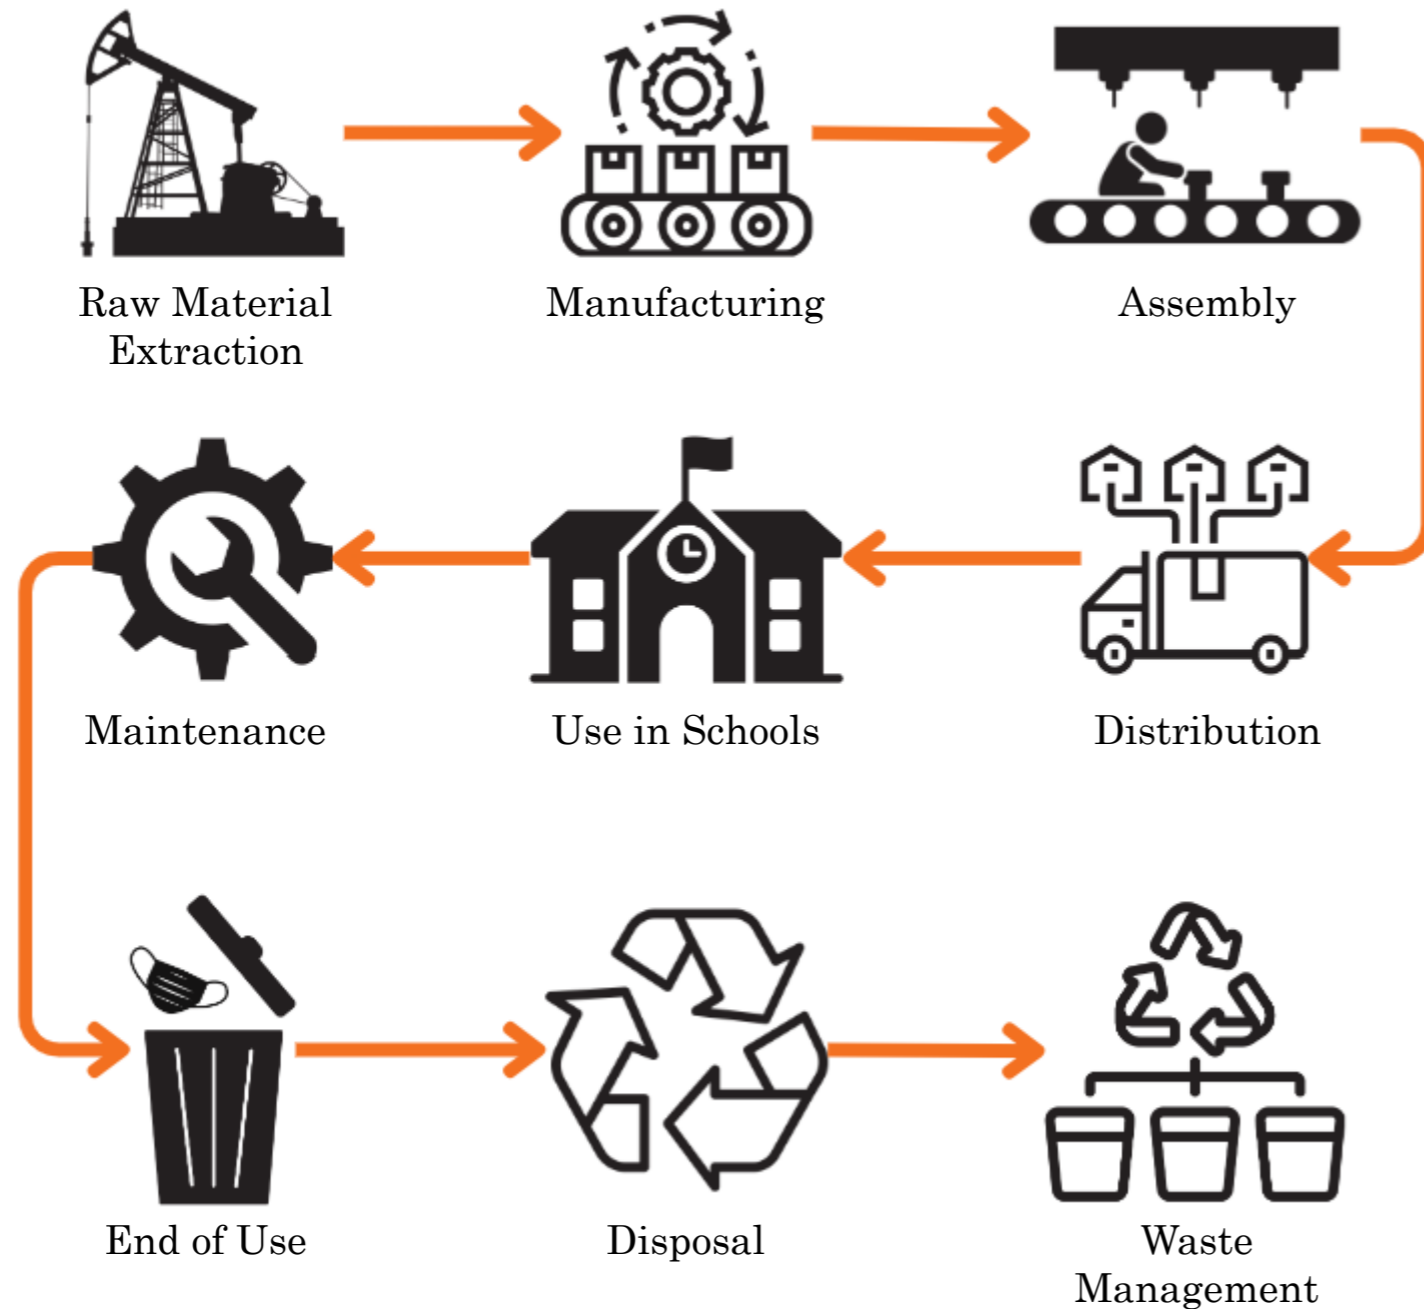 Raw Material
Extraction
Manufacturing
Assembly
Maintenance
Use in Schools
Distribution
End of Use
Disposal
Waste
Management